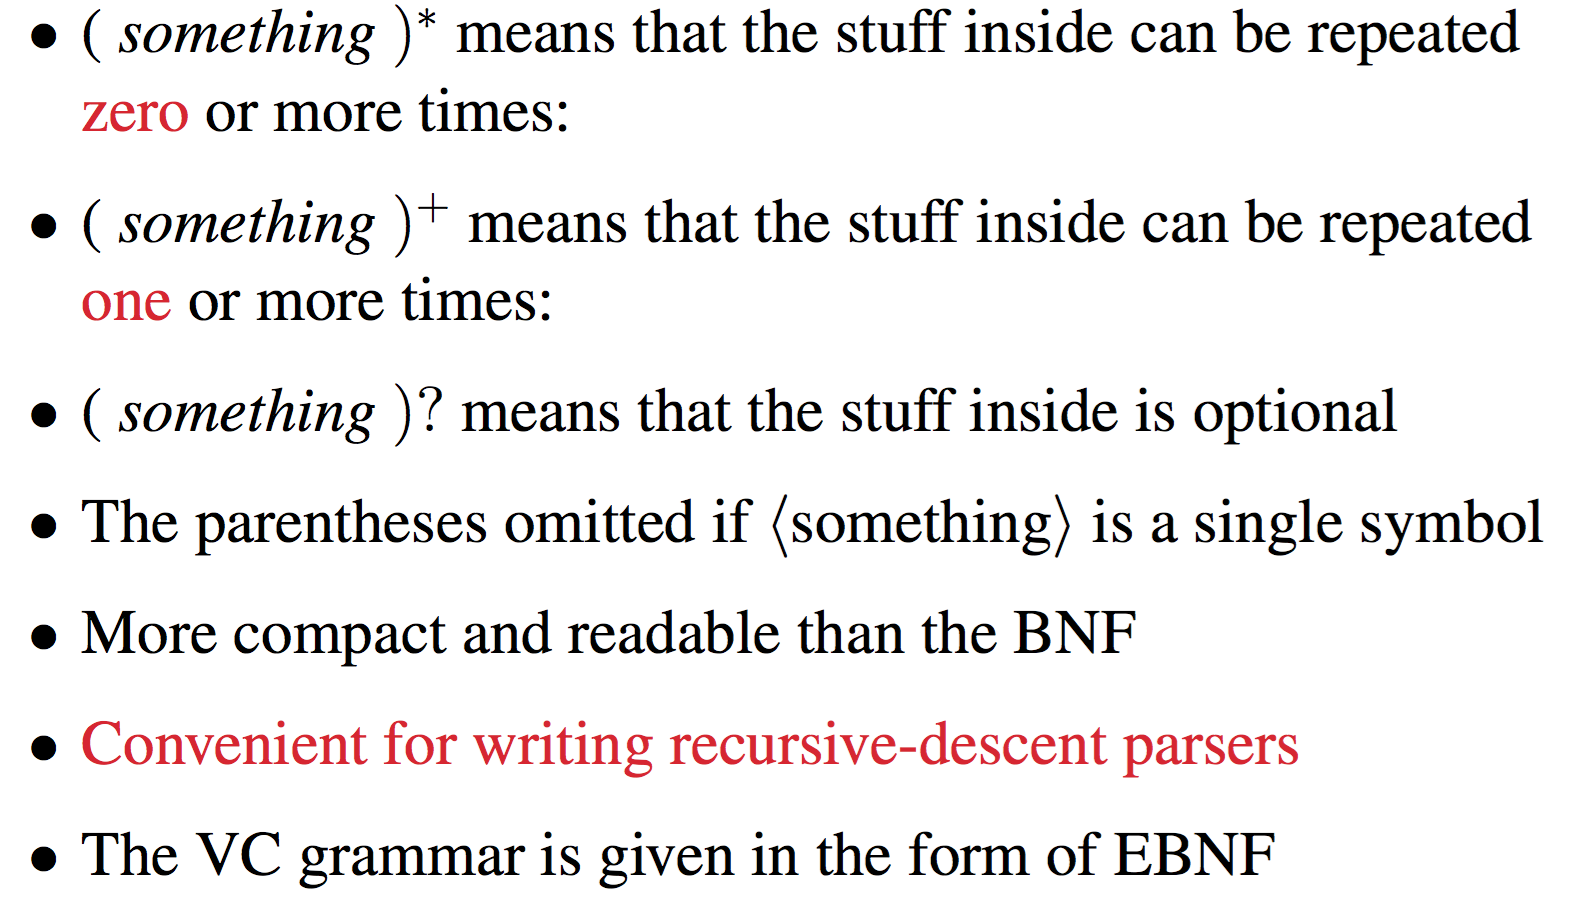 • ( something )* means that the stuff inside can be repeated
zero or more times:
• ( something )⁺ means that the stuff inside can be repeated
one or more times:
• ( something )? means that the stuff inside is optional
• The parentheses omitted if ⟨something⟩ is a single symbol
• More compact and readable than the BNF
• Convenient for writing recursive-descent parsers
• The VC grammar is given in the form of EBNF